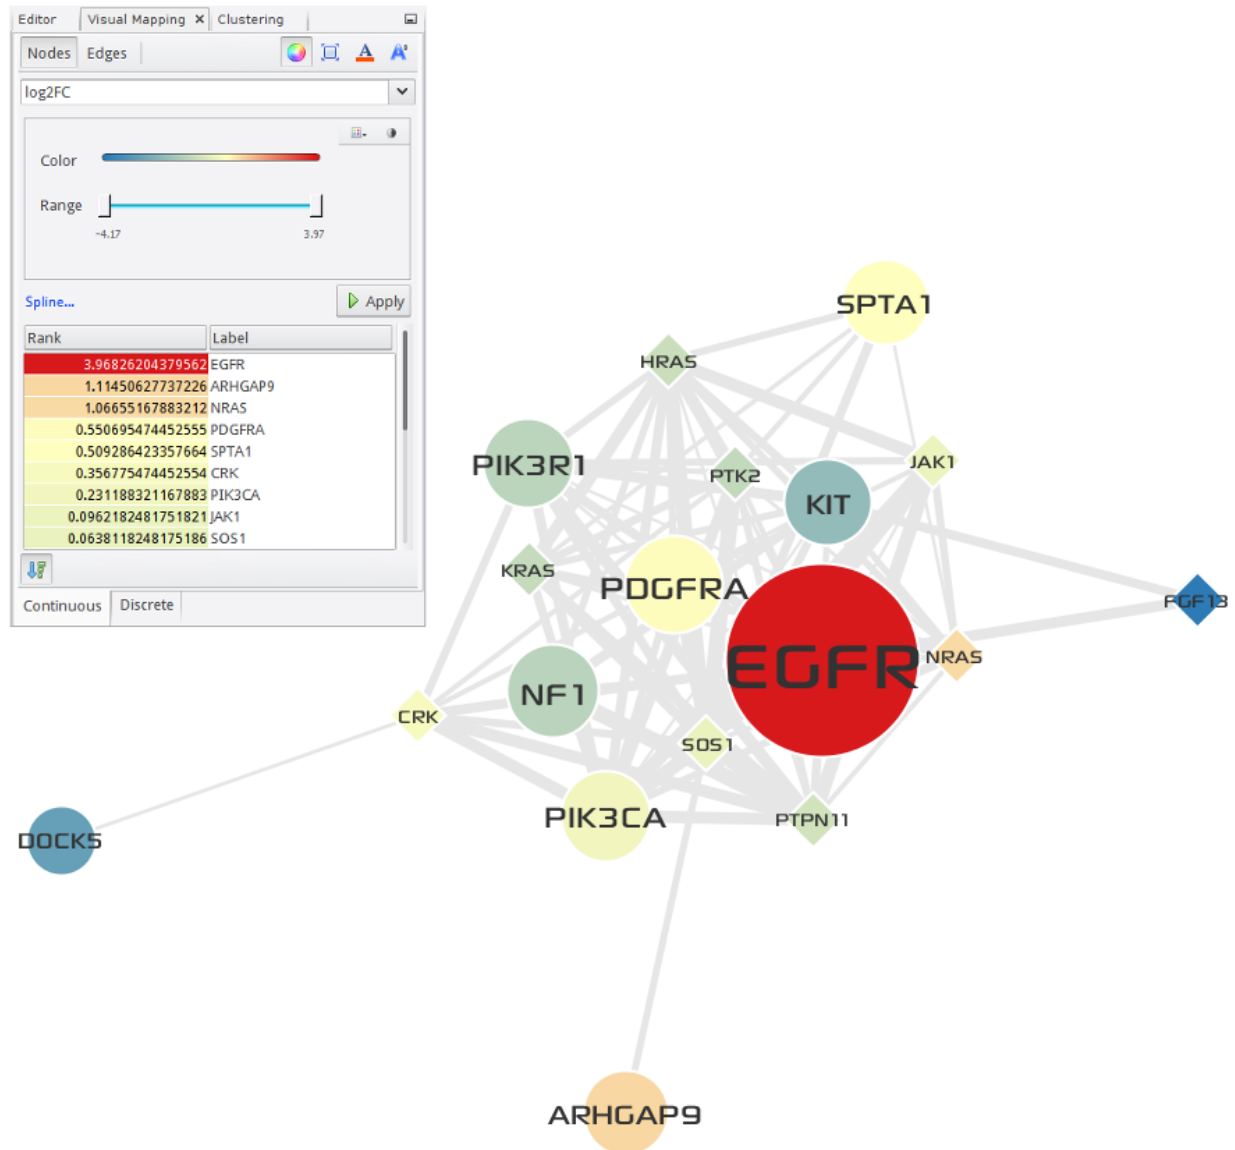 Editor Visual Mapping Clustering
Nodes Edges
log2FC
Color
Range
-4.17 3.97
Spline...
Apply
Rank Label
3.96826204379562 EGFR
1.11450627737226 ARHGAP9
1.06655167883212 NRAS
0.550695474452555 PDGFRA
0.509286423357664 SPTA1
0.356775474452554 CRK
0.231188321167883 PIK3CA
0.0962182481751821 JAK1
0.0638118248175186 SOS1
Continuous Discrete
SPTA1
HRAS
PIK3R1
PTK2
JAK1
KIT
KRAS
PDGFRA
FGF13
EGFR
NRAS
NF1
CRK
SOS1
PIK3CA
PTPN11
DOCK5
ARHGAP9